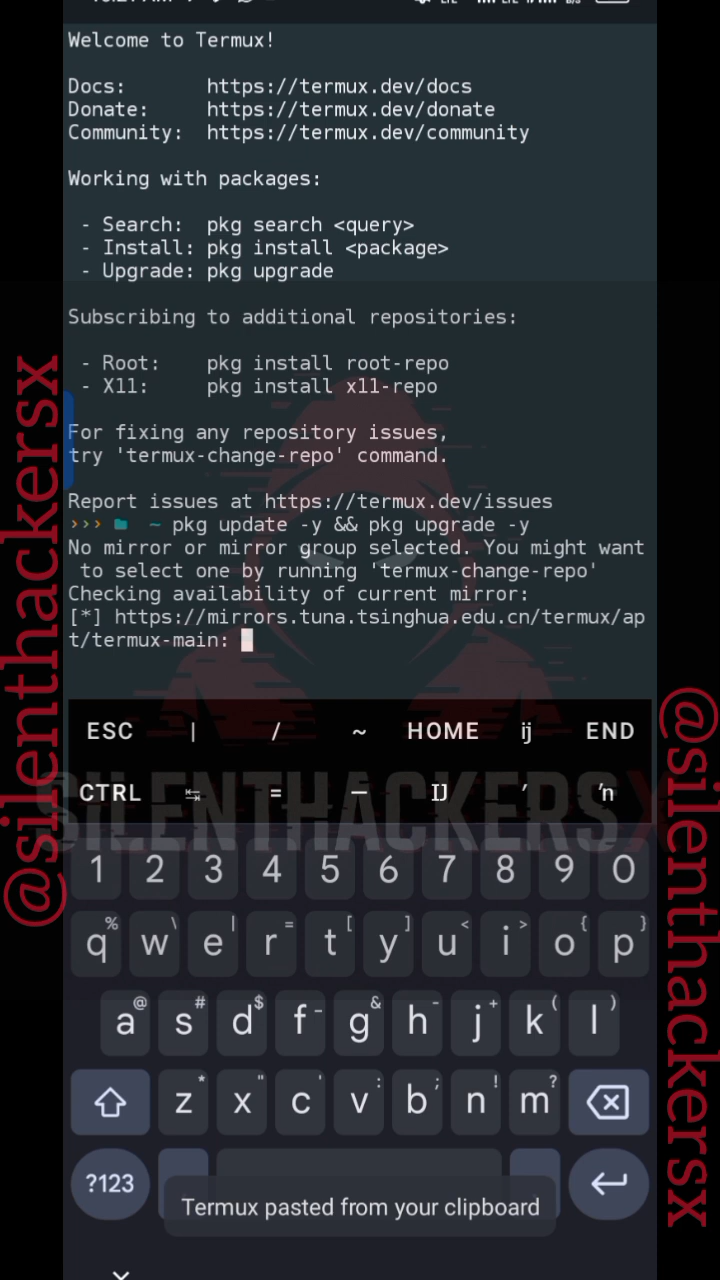 Welcome to Termux!
Docs: https://termux.dev/docs
Donate: https://termux.dev/donate
Community: https://termux.dev/community
Working with packages:
- Search: pkg search <query>
- Install: pkg install <package>
- Upgrade: pkg upgrade
Subscribing to additional repositories:
- Root: pkg install root-repo
- X11: pkg install x11-repo
For fixing any repository issues,
try 'termux-change-repo' command.
Report issues at https://termux.dev/issues
››› ~ pkg update -y && pkg upgrade -y
No mirror or mirror group selected. You might want
to select one by running 'termux-change-repo'
Checking availability of current mirror:
[*] https://mirrors.tuna.tsinghua.edu.cn/termux/ap
t/termux-main:
@silenthackersx
@silenthackersx
ESC | / ~ HOME ij END
CTRL ↹ = — IJ ′ ŉ
SILENTHACKERSX
1 2 3 4 5 6 7 8 9 0
% \ | = [ ] < > { }
q w e r t y u i o p
@ # $ _ & - + ( )
a s d f g h j k l
* " ' : ; ! ?
z x c v b n m
?123
Termux pasted from your clipboard